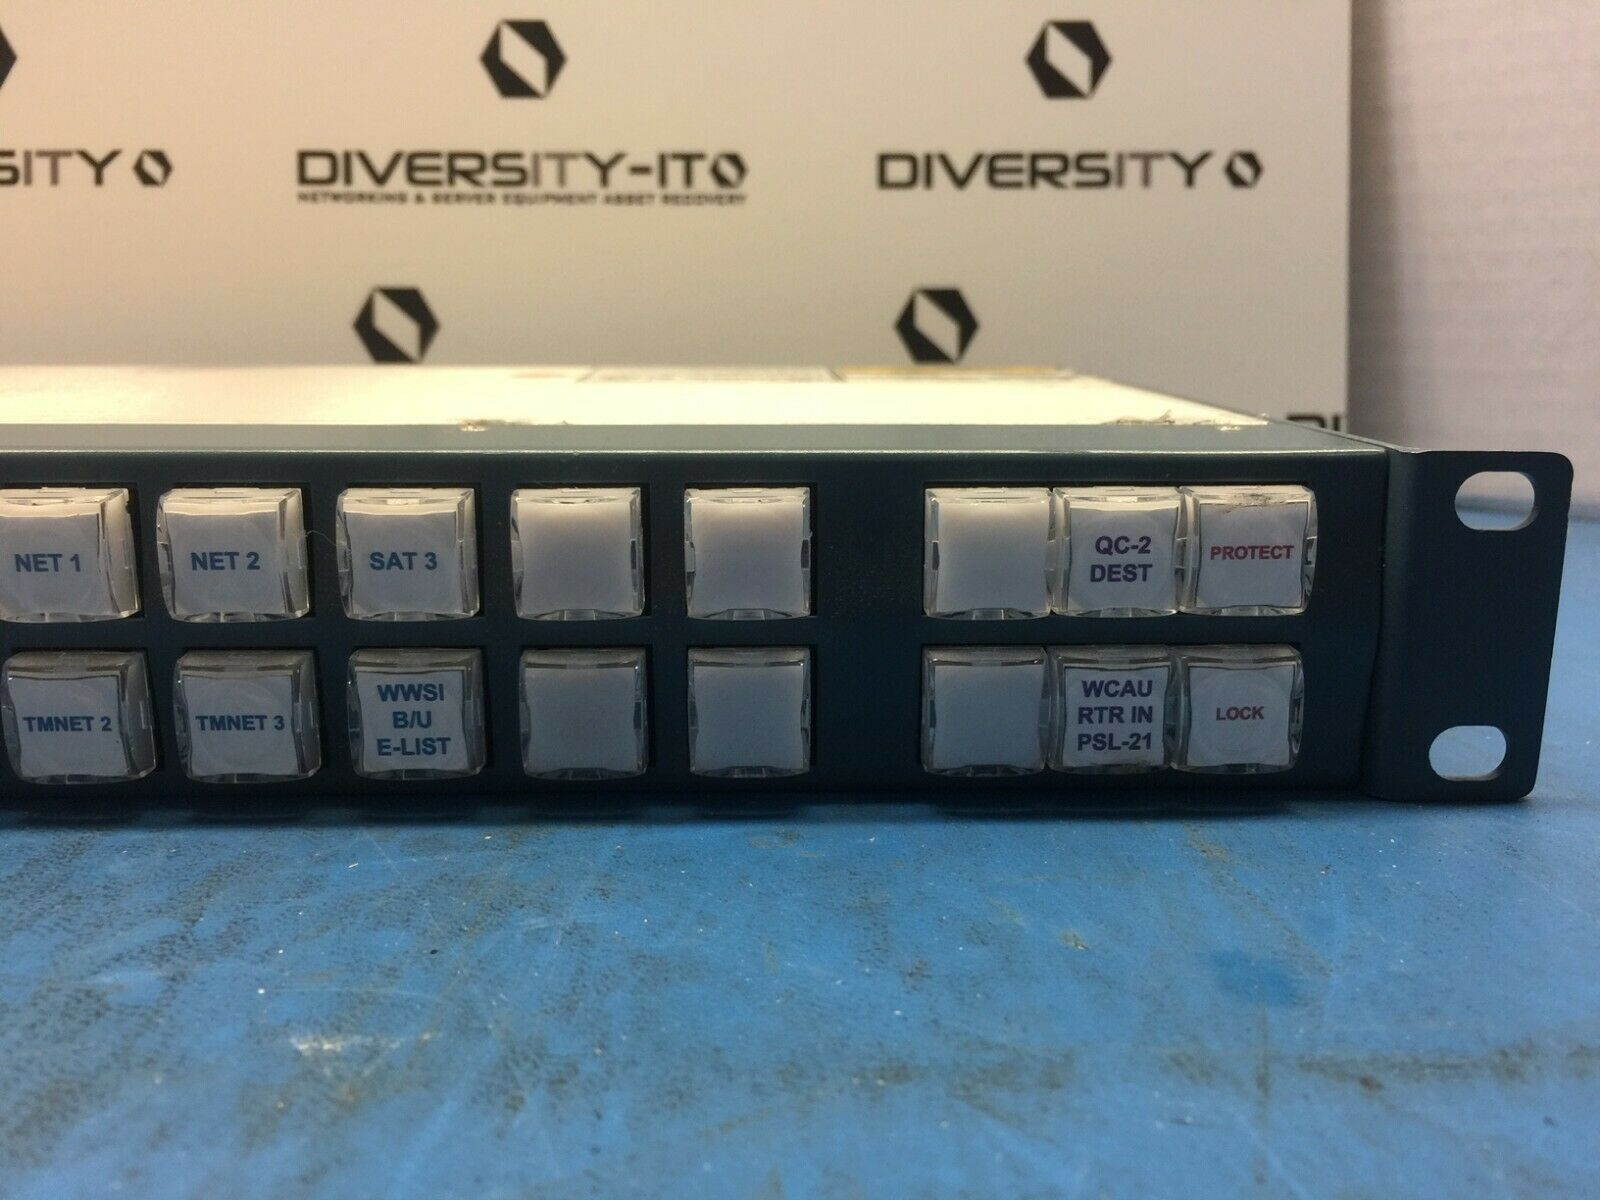 SITY
DIVERSITY-IT
NETWORKING & SERVER EQUIPMENT ASSET RECOVERY
DIVERSITY
DI
NET 1
NET 2
SAT 3
QC-2
DEST
PROTECT
TMNET 2
TMNET 3
WWSI
B/U
E-LIST
WCAU
RTR IN
PSL-21
LOCK